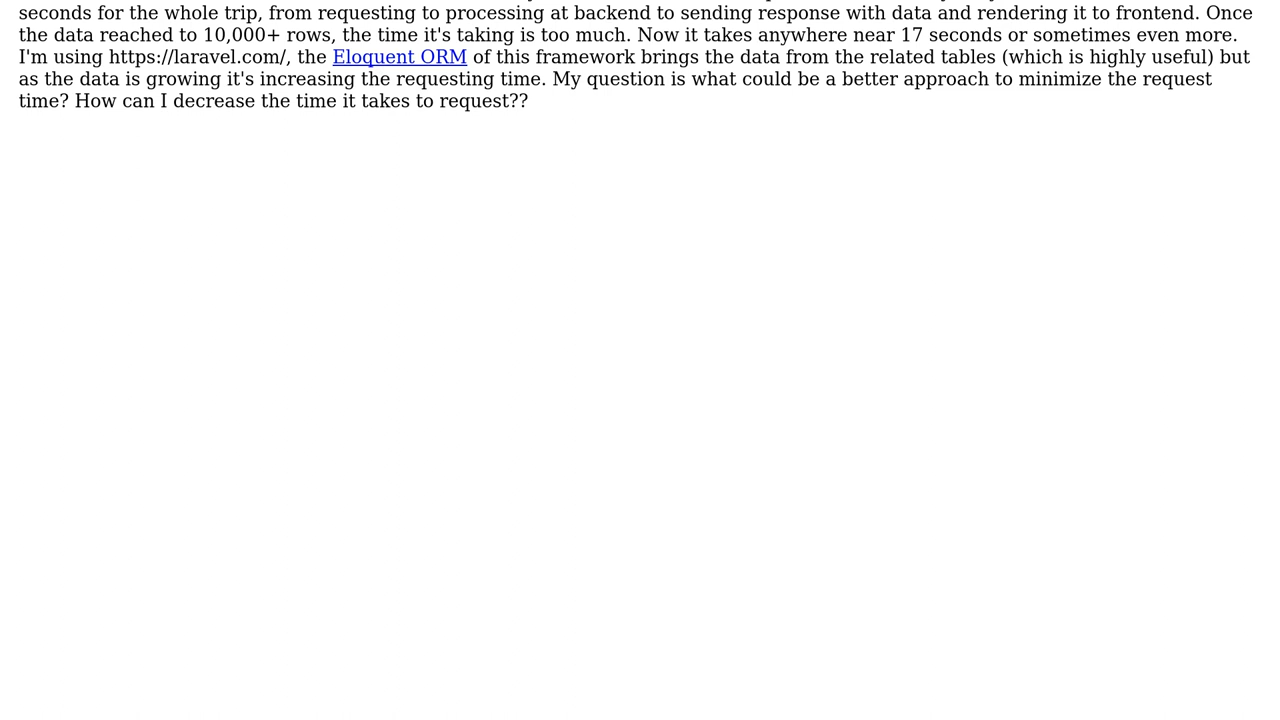 seconds for the whole trip, from requesting to processing at backend to sending response with data and rendering it to frontend. Once
the data reached to 10,000+ rows, the time it's taking is too much. Now it takes anywhere near 17 seconds or sometimes even more.
I'm using https://laravel.com/, the Eloquent ORM of this framework brings the data from the related tables (which is highly useful) but
as the data is growing it's increasing the requesting time. My question is what could be a better approach to minimize the request
time? How can I decrease the time it takes to request??